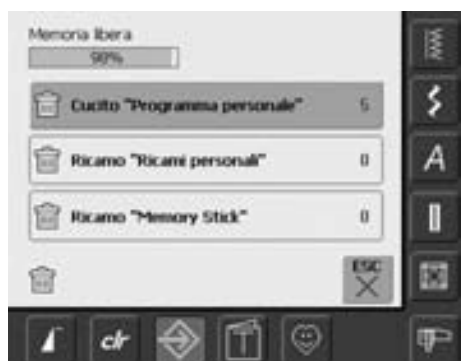 Memoria libera
98%
Cucito "Programma personale" 5
Ricamo "Ricami personali" 0
Ricamo "Memory Stick" 0
ESC
A
clr